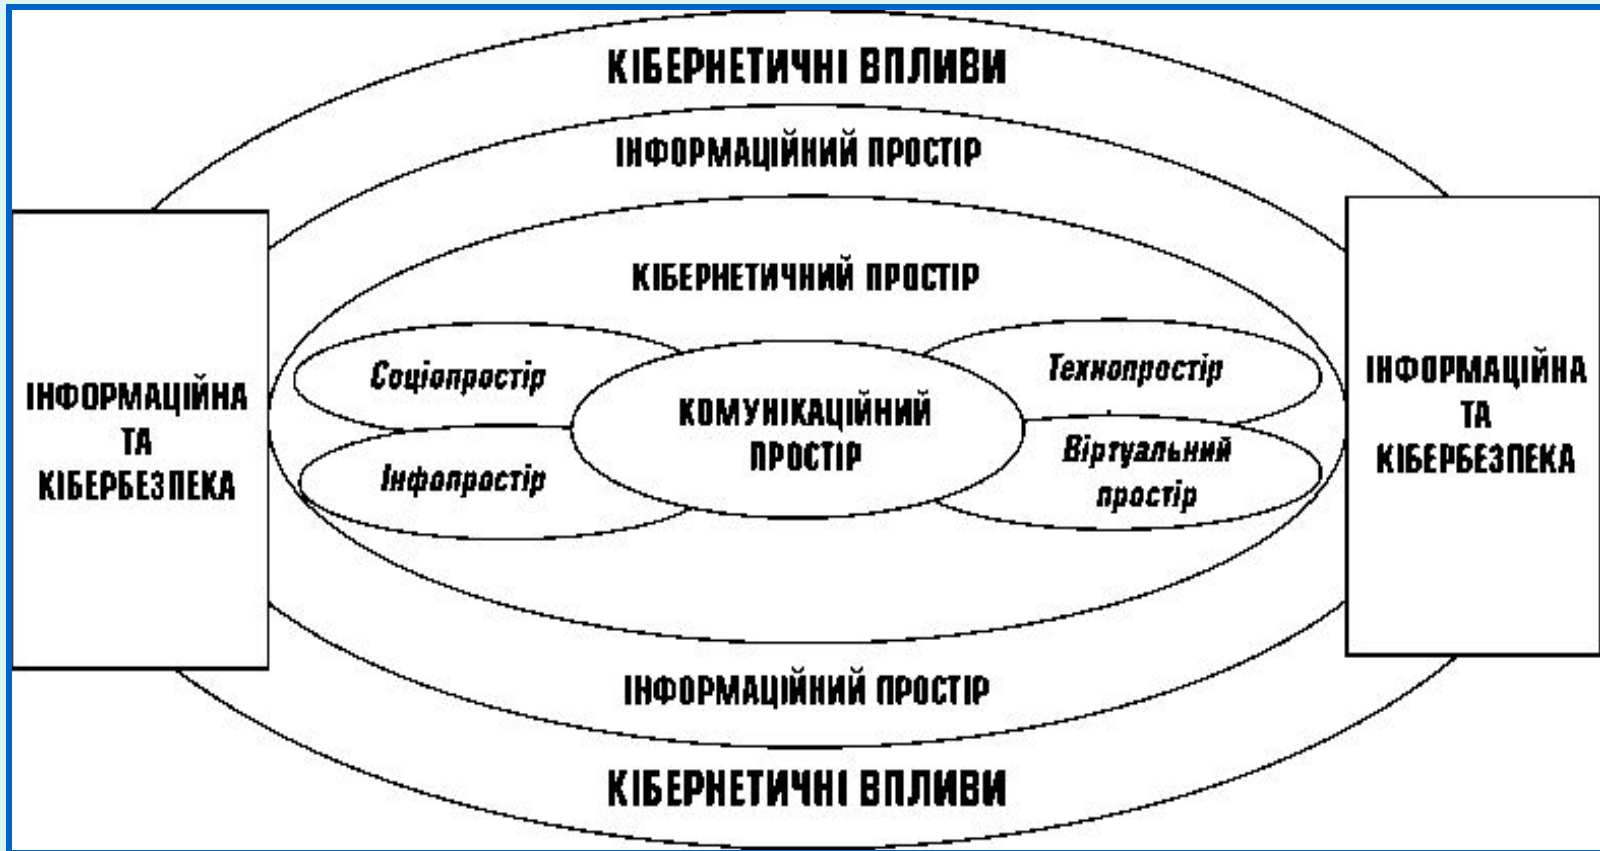 КІБЕРНЕТИЧНІ ВПЛИВИ
ІНФОРМАЦІЙНИЙ ПРОСТІР
КІБЕРНЕТИЧНИЙ ПРОСТІР
ІНФОРМАЦІЙНА
ТА
КІБЕРБЕЗПЕКА
Соціопростір
Інфопростір
КОМУНІКАЦІЙНИЙ
ПРОСТІР
Технопростір
Віртуальний
простір
ІНФОРМАЦІЙНА
ТА
КІБЕРБЕЗПЕКА
ІНФОРМАЦІЙНИЙ ПРОСТІР
КІБЕРНЕТИЧНІ ВПЛИВИ